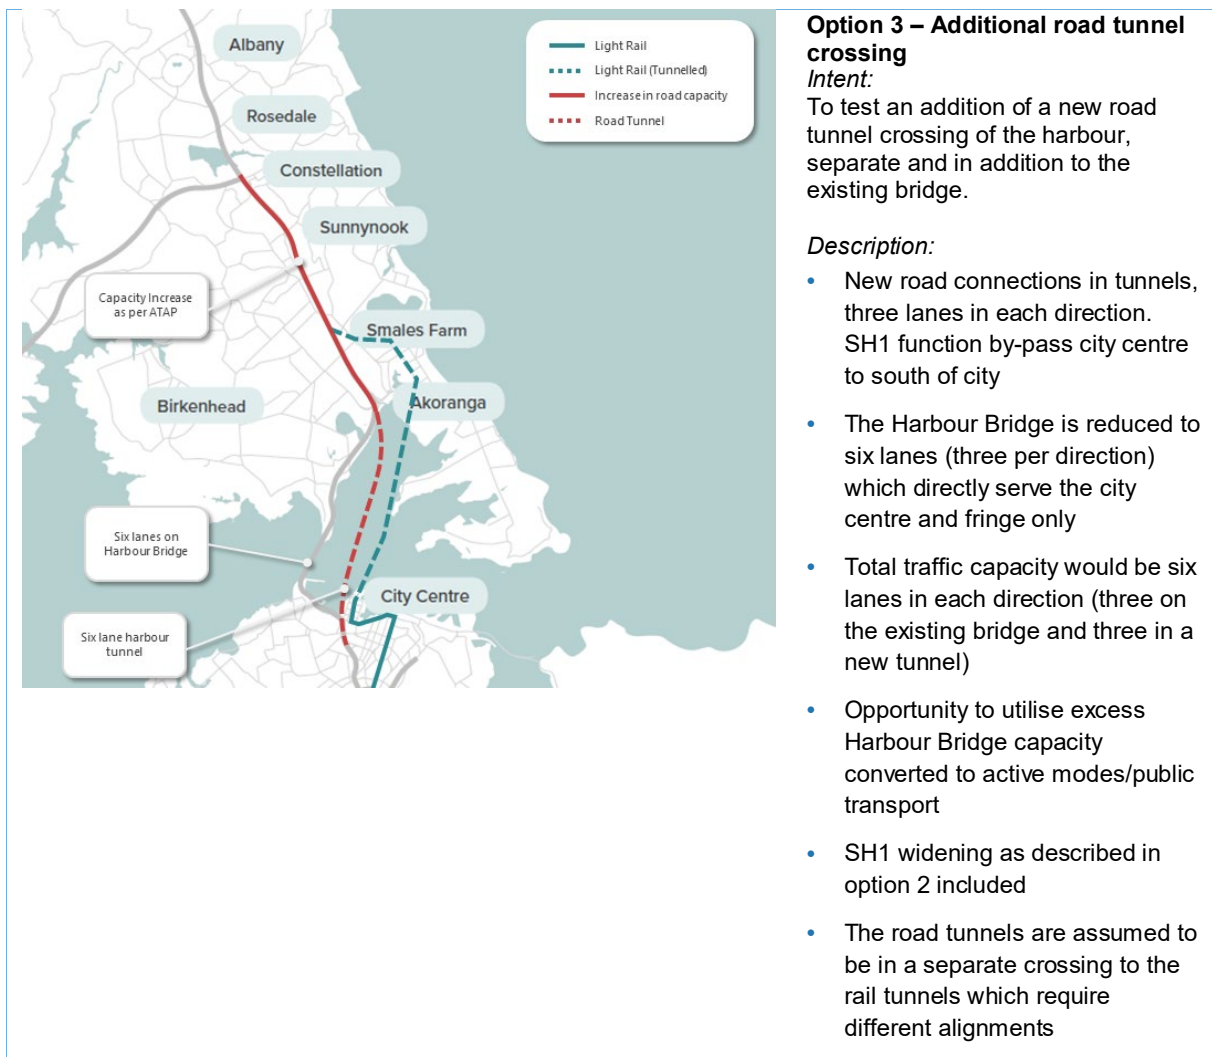 Albany
Rosedale
Constellation
Sunnynook
Capacity Increase
as per ATAP
Smales Farm
Birkenhead
Akoranga
Six lanes on
Harbour Bridge
City Centre
Six lane harbour
tunnel
Light Rail
Light Rail (Tunnelled)
Increase in road capacity
Road Tunnel
Option 3 – Additional road tunnel
crossing
Intent:
To test an addition of a new road
tunnel crossing of the harbour,
separate and in addition to the
existing bridge.
Description:
• New road connections in tunnels,
three lanes in each direction.
SH1 function by-pass city centre
to south of city
• The Harbour Bridge is reduced to
six lanes (three per direction)
which directly serve the city
centre and fringe only
• Total traffic capacity would be six
lanes in each direction (three on
the existing bridge and three in a
new tunnel)
• Opportunity to utilise excess
Harbour Bridge capacity
converted to active modes/public
transport
• SH1 widening as described in
option 2 included
• The road tunnels are assumed to
be in a separate crossing to the
rail tunnels which require
different alignments